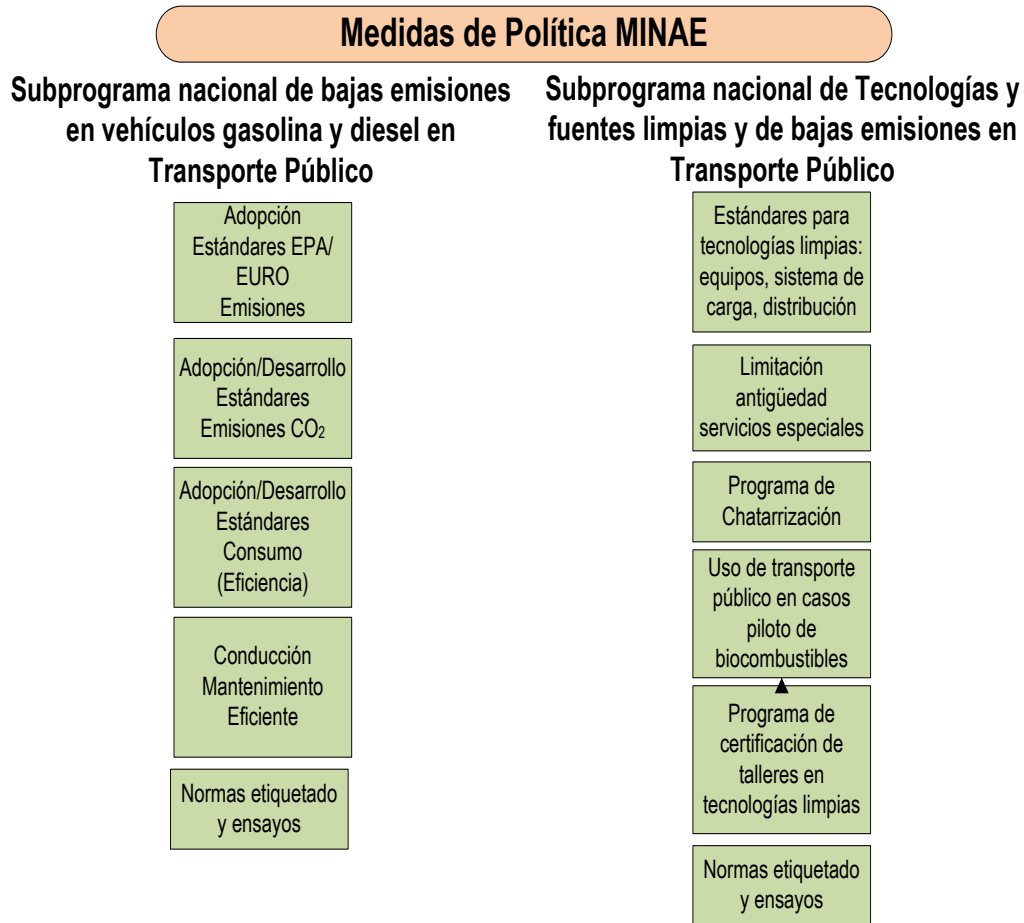 Medidas de Política MINAE
Subprograma nacional de bajas emisiones
en vehículos gasolina y diesel en
Transporte Público
Adopción
Estándares EPA/
EURO
Emisiones
Adopción/Desarrollo
Estándares
Emisiones CO₂
Adopción/Desarrollo
Estándares
Consumo
(Eficiencia)
Conducción
Mantenimiento
Eficiente
Normas etiquetado
y ensayos
Subprograma nacional de Tecnologías y
fuentes limpias y de bajas emisiones en
Transporte Público
Estándares para
tecnologías limpias:
equipos, sistema de
carga, distribución
Limitación
antigüedad
servicios especiales
Programa de
Chatarrización
Uso de transporte
público en casos
piloto de
biocombustibles
Programa de
certificación de
talleres en
tecnologías limpias
Normas etiquetado
y ensayos